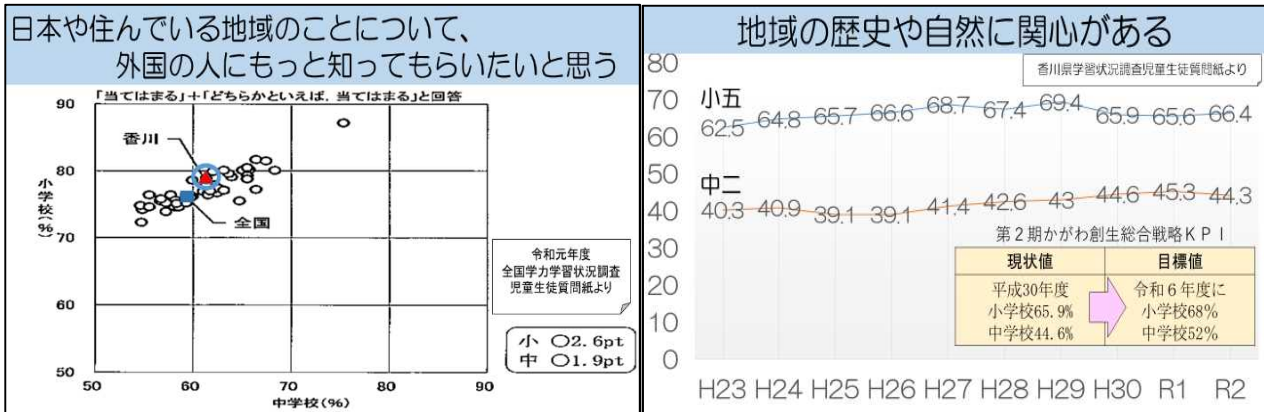 日本や住んでいる地域のことについて、
外国の人にもっと知ってもらいたいと思う
「当てはまる」+「どちらかといえば,当てはまる」と回答
90
80
70
60
50
小学校(%)
香川
全国
50 60 70 80 90
中学校(%)
令和元年度
全国学力学習状況調査
児童生徒質問紙より
小 ○2.6pt
中 ○1.9pt
地域の歴史や自然に関心がある
香川県学習状況調査児童生徒質問紙より
80
70
60
50
40
30
20
10
0
小五
62.5 64.8 65.7 66.6 68.7 67.4 69.4 65.9 65.6 66.4
中二
40.3 40.9 39.1 39.1 41.4 42.6 43 44.6 45.3 44.3
第2期かがわ創生総合戦略KPI
現状値 目標値
平成30年度 令和6年度に
小学校65.9% 小学校68%
中学校44.6% 中学校52%
H23 H24 H25 H26 H27 H28 H29 H30 R1 R2